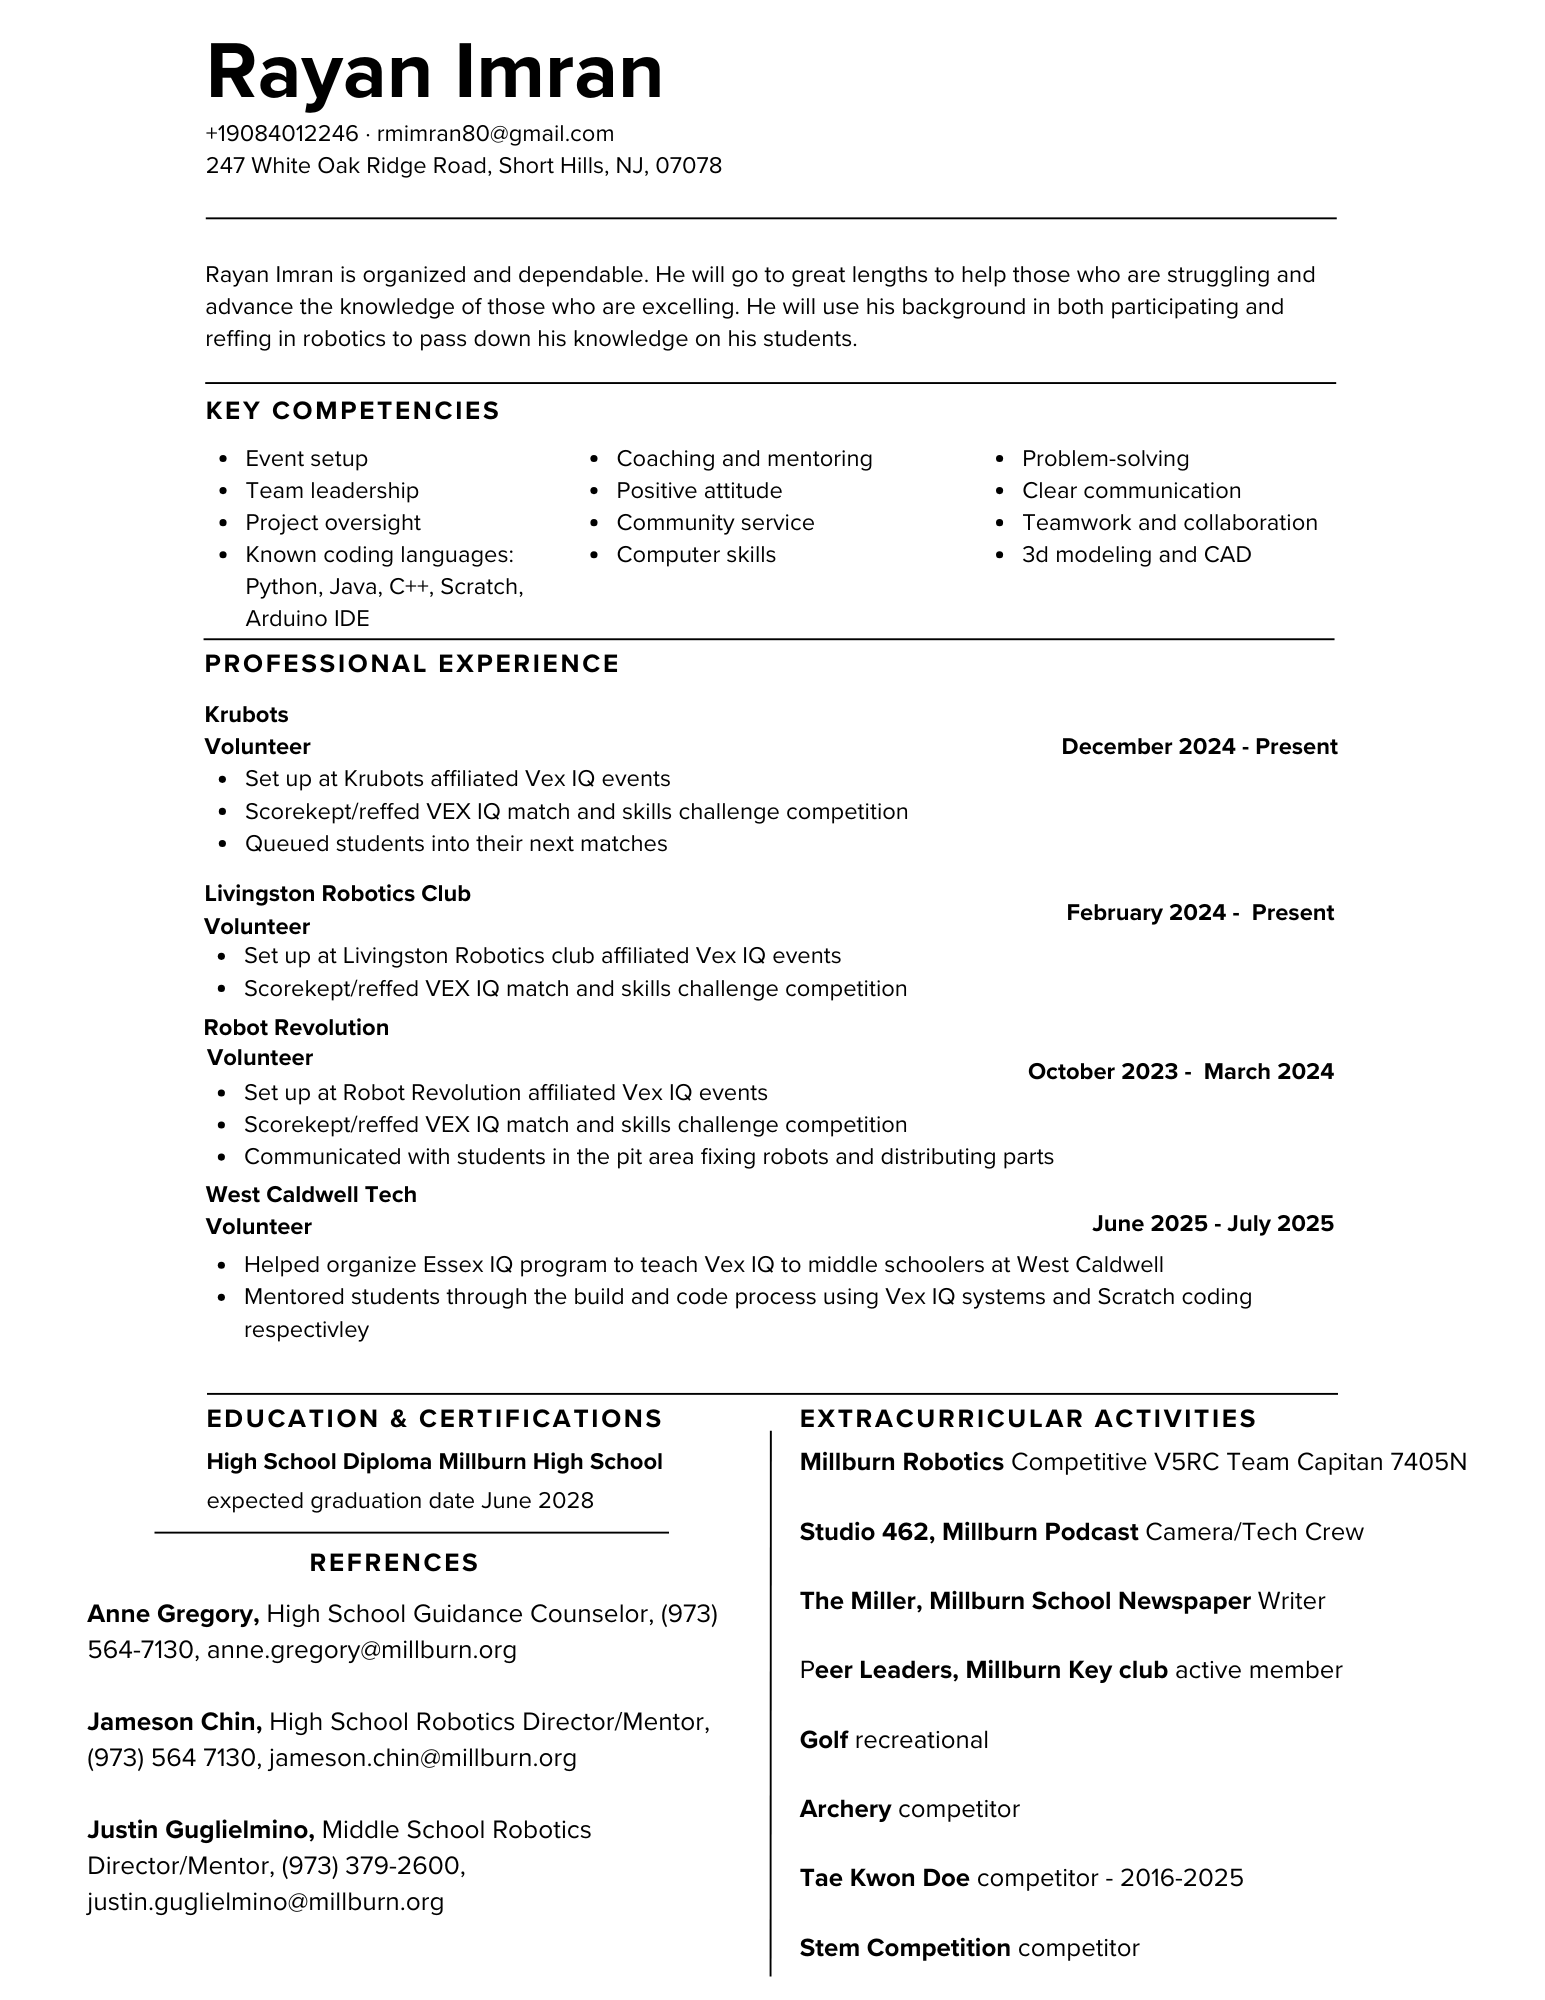 Rayan Imran
+19084012246 · rmimran80@gmail.com
247 White Oak Ridge Road, Short Hills, NJ, 07078
Rayan Imran is organized and dependable. He will go to great lengths to help those who are struggling and
advance the knowledge of those who are excelling. He will use his background in both participating and
reffing in robotics to pass down his knowledge on his students.
KEY COMPETENCIES
• Event setup
• Team leadership
• Project oversight
• Known coding languages:
Python, Java, C++, Scratch,
Arduino IDE
• Coaching and mentoring
• Positive attitude
• Community service
• Computer skills
• Problem-solving
• Clear communication
• Teamwork and collaboration
• 3d modeling and CAD
PROFESSIONAL EXPERIENCE
Krubots
Volunteer December 2024 - Present
• Set up at Krubots affiliated Vex IQ events
• Scorekept/reffed VEX IQ match and skills challenge competition
• Queued students into their next matches
Livingston Robotics Club
Volunteer February 2024 - Present
• Set up at Livingston Robotics club affiliated Vex IQ events
• Scorekept/reffed VEX IQ match and skills challenge competition
Robot Revolution
Volunteer October 2023 - March 2024
• Set up at Robot Revolution affiliated Vex IQ events
• Scorekept/reffed VEX IQ match and skills challenge competition
• Communicated with students in the pit area fixing robots and distributing parts
West Caldwell Tech
Volunteer June 2025 - July 2025
• Helped organize Essex IQ program to teach Vex IQ to middle schoolers at West Caldwell
• Mentored students through the build and code process using Vex IQ systems and Scratch coding
respectivley
EDUCATION & CERTIFICATIONS
High School Diploma Millburn High School
expected graduation date June 2028
REFRENCES
Anne Gregory, High School Guidance Counselor, (973)
564-7130, anne.gregory@millburn.org
Jameson Chin, High School Robotics Director/Mentor,
(973) 564 7130, jameson.chin@millburn.org
Justin Guglielmino, Middle School Robotics
Director/Mentor, (973) 379-2600,
justin.guglielmino@millburn.org
EXTRACURRICULAR ACTIVITIES
Millburn Robotics Competitive V5RC Team Capitan 7405N
Studio 462, Millburn Podcast Camera/Tech Crew
The Miller, Millburn School Newspaper Writer
Peer Leaders, Millburn Key club active member
Golf recreational
Archery competitor
Tae Kwon Doe competitor - 2016-2025
Stem Competition competitor